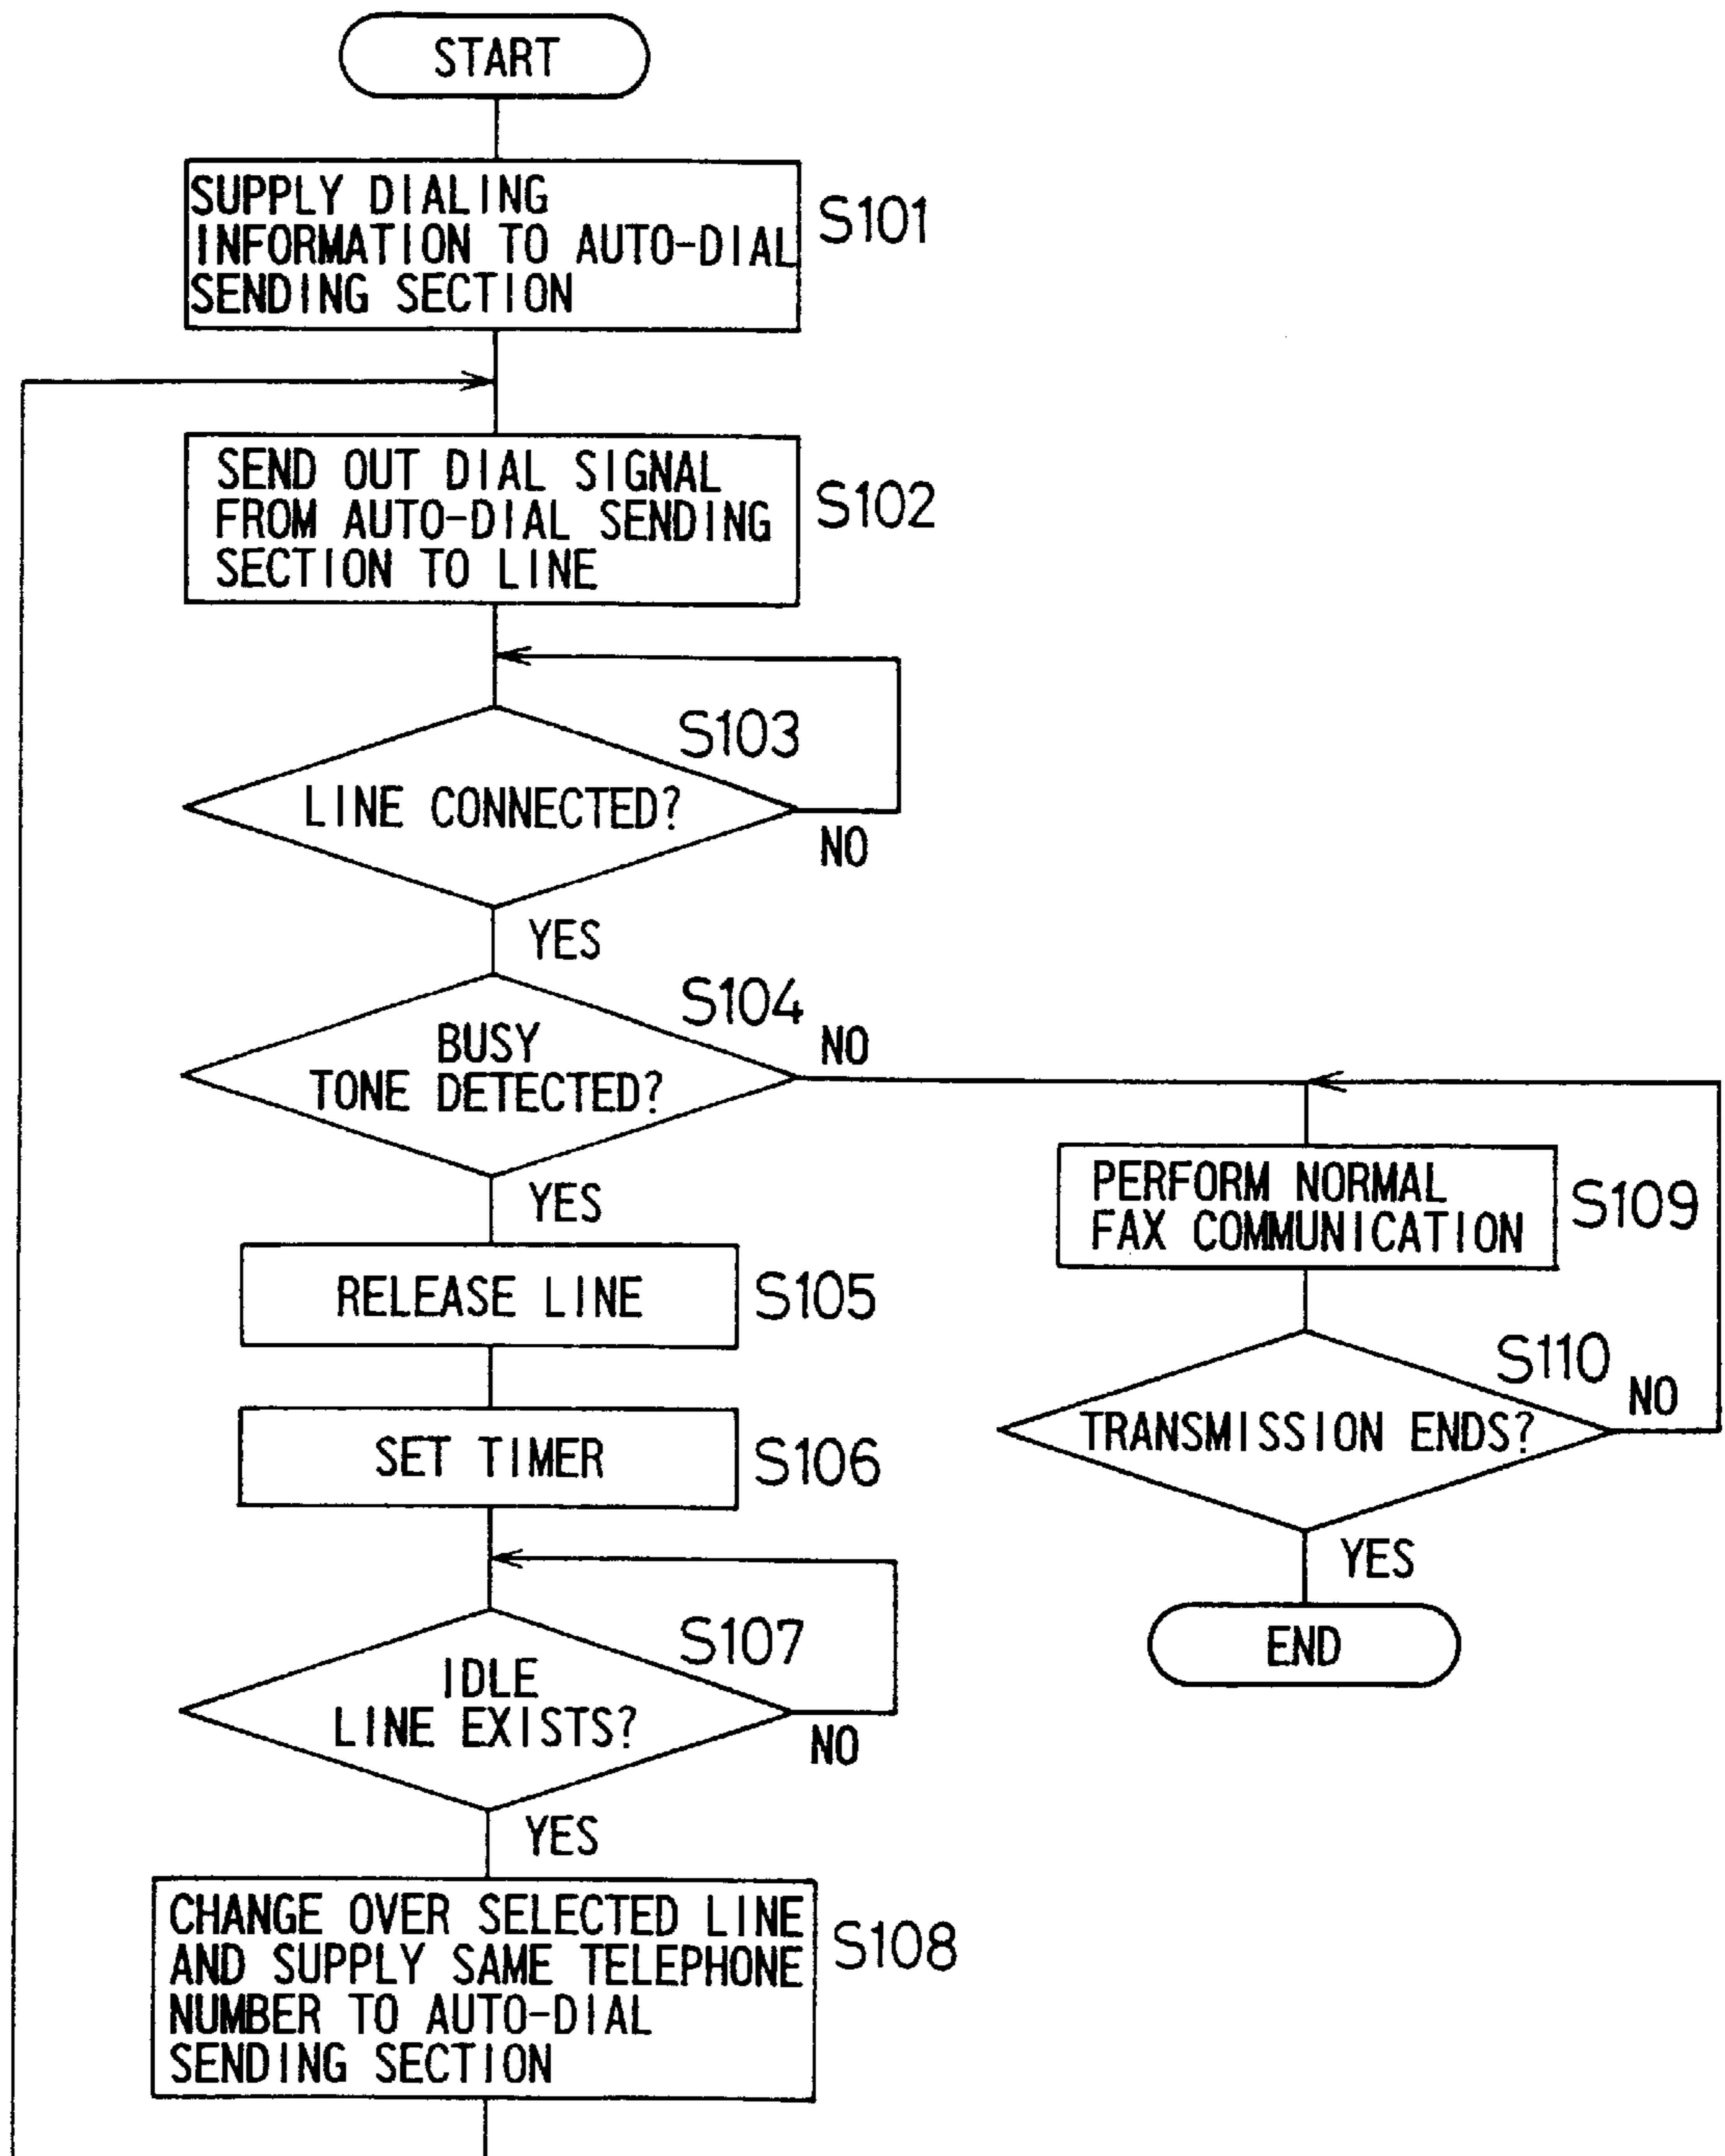 START
SUPPLY DIALING
INFORMATION TO AUTO-DIAL
SENDING SECTION
S101
SEND OUT DIAL SIGNAL
FROM AUTO-DIAL SENDING
SECTION TO LINE
S102
S103
LINE CONNECTED?
NO
YES
S104
BUSY
TONE DETECTED?
NO
YES
RELEASE LINE
S105
SET TIMER
S106
S107
IDLE
LINE EXISTS?
NO
YES
CHANGE OVER SELECTED LINE
AND SUPPLY SAME TELEPHONE
NUMBER TO AUTO-DIAL
SENDING SECTION
S108
PERFORM NORMAL
FAX COMMUNICATION
S109
S110
TRANSMISSION ENDS?
NO
YES
END